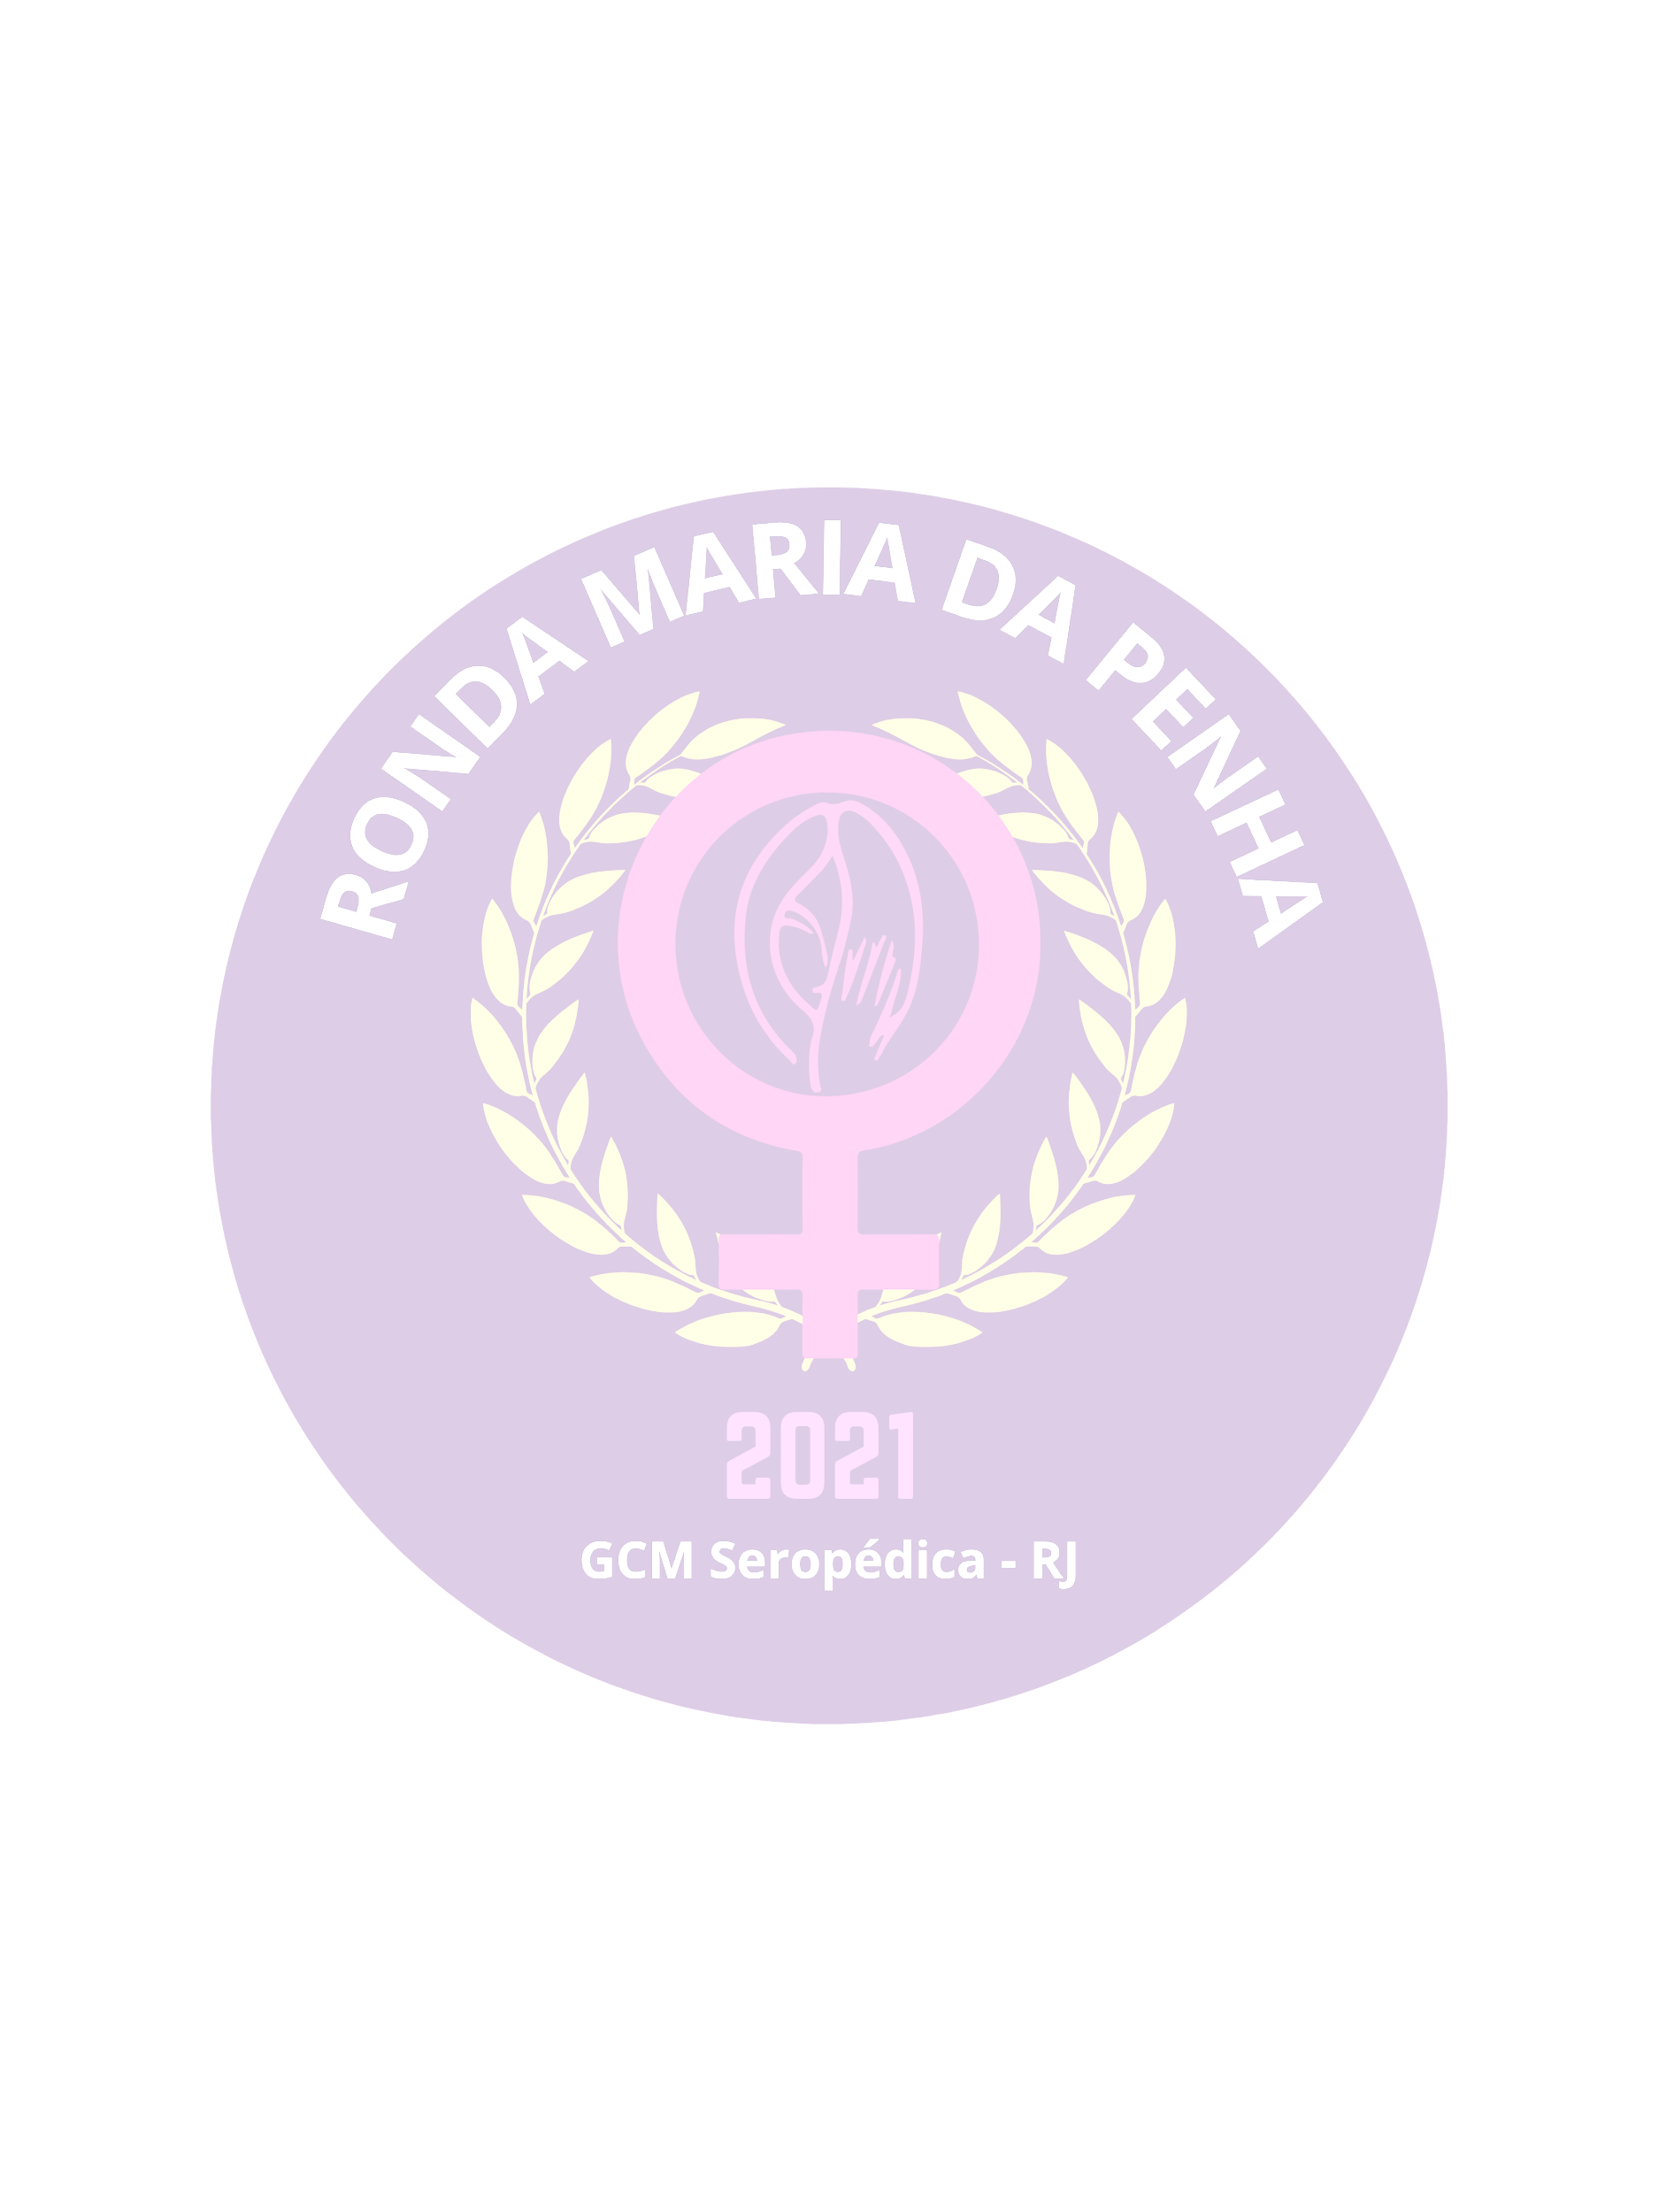 RONDA MARIA DA PENHA
2021
GCM Seropédica - RJ